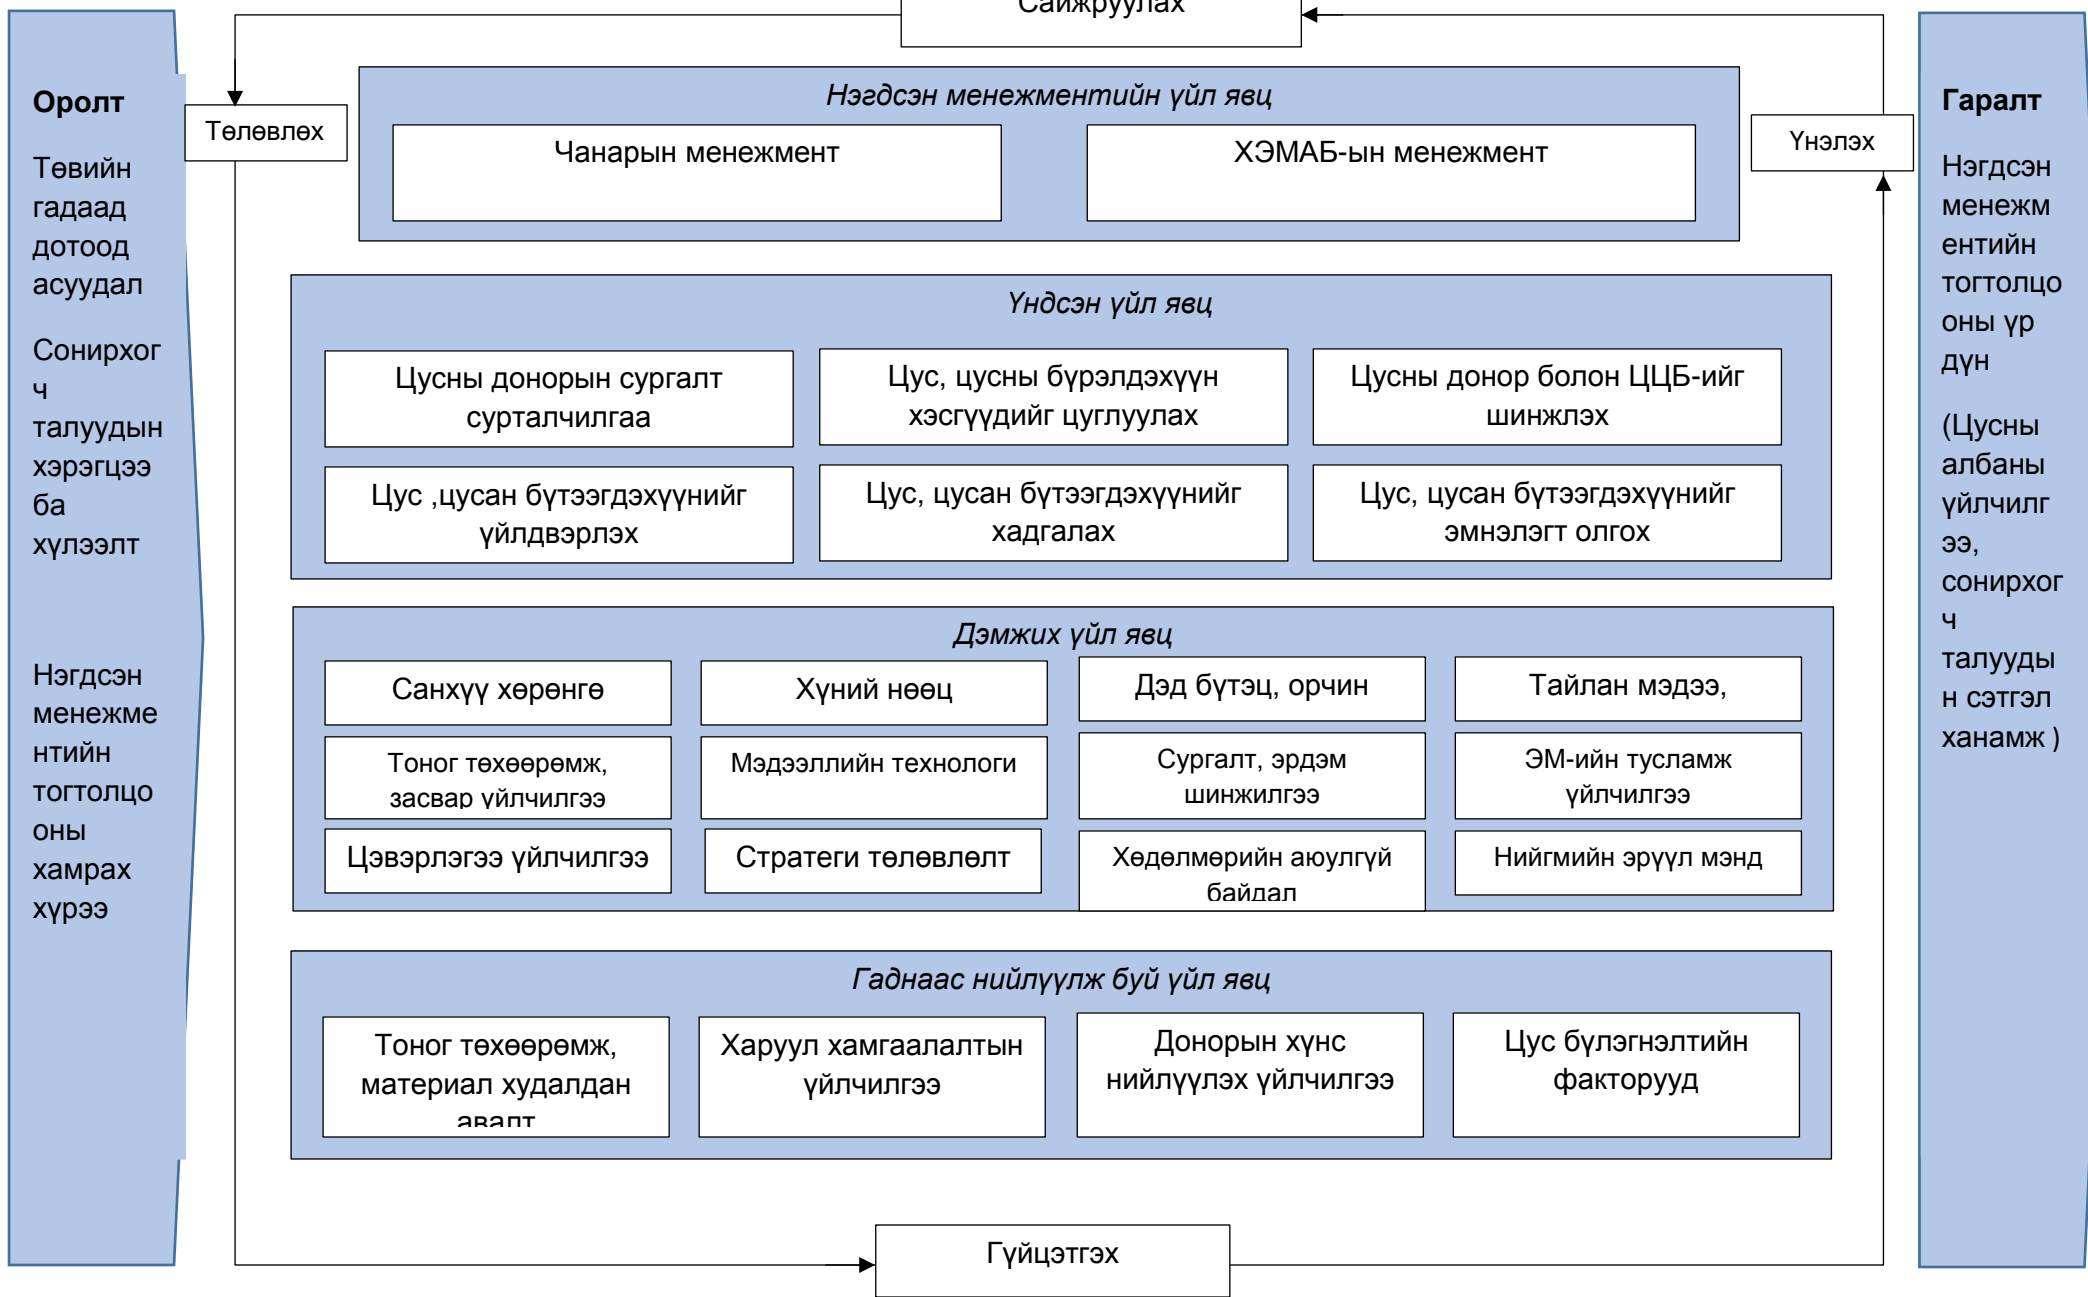 Сайжруулах
Оролт
Төвийн
гадаад
дотоод
асуудал
Сонирхог
ч
талуудын
хэрэгцээ
ба
хүлээлт
Нэгдсэн
менежме
нтийн
тогтолцо
оны
хамрах
хүрээ
Төлөвлөх
Нэгдсэн менежментийн үйл явц
Чанарын менежмент
ХЭМАБ-ын менежмент
Үндсэн үйл явц
Цусны донорын сургалт
сурталчилгаа
Цус, цусны бүрэлдэхүүн
хэсгүүдийг цуглуулах
Цусны донор болон ЦЦБ-ийг
шинжлэх
Цус ,цусан бүтээгдэхүүнийг
үйлдвэрлэх
Цус, цусан бүтээгдэхүүнийг
хадгалах
Цус, цусан бүтээгдэхүүнийг
эмнэлэгт олгох
Дэмжих үйл явц
Санхүү хөрөнгө
Хүний нөөц
Дэд бүтэц, орчин
Тайлан мэдээ,
Тоног төхөөрөмж,
засвар үйлчилгээ
Мэдээллийн технологи
Сургалт, эрдэм
шинжилгээ
ЭМ-ийн тусламж
үйлчилгээ
Цэвэрлэгээ үйлчилгээ
Стратеги төлөвлөлт
Хөдөлмөрийн аюулгүй
байдал
Нийгмийн эрүүл мэнд
Гаднаас нийлүүлж буй үйл явц
Тоног төхөөрөмж,
материал худалдан
авалт
Харуул хамгаалалтын
үйлчилгээ
Донорын хүнс
нийлүүлэх үйлчилгээ
Цус бүлэгнэлтийн
факторууд
Гүйцэтгэх
Үнэлэх
Гаралт
Нэгдсэн
менежм
ентийн
тогтолцо
оны үр
дүн
(Цусны
албаны
үйлчилг
ээ,
сонирхог
ч
талууды
н сэтгэл
ханамж )